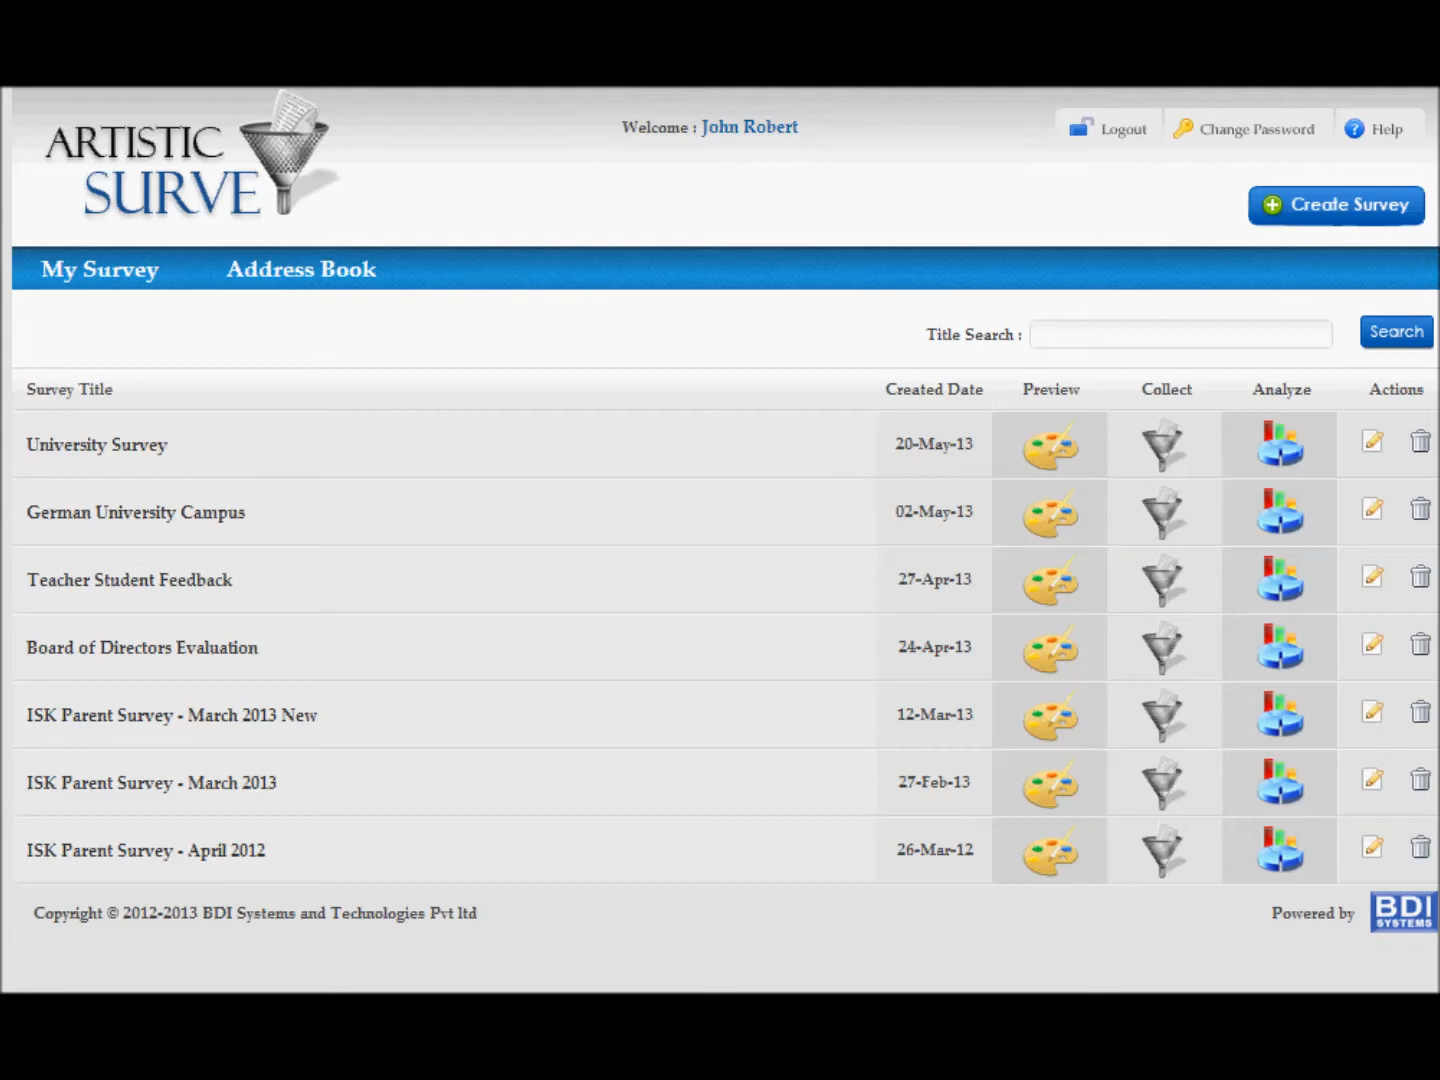 ARTISTIC
SURVE
Welcome : John Robert
Logout
Change Password
Help
Create Survey
My Survey
Address Book
Title Search :
Search
Survey Title Created Date Preview Collect Analyze Actions
University Survey 20-May-13
German University Campus 02-May-13
Teacher Student Feedback 27-Apr-13
Board of Directors Evaluation 24-Apr-13
ISK Parent Survey - March 2013 New 12-Mar-13
ISK Parent Survey - March 2013 27-Feb-13
ISK Parent Survey - April 2012 26-Mar-12
Copyright © 2012-2013 BDI Systems and Technologies Pvt ltd
Powered by
BDI
SYSTEMS